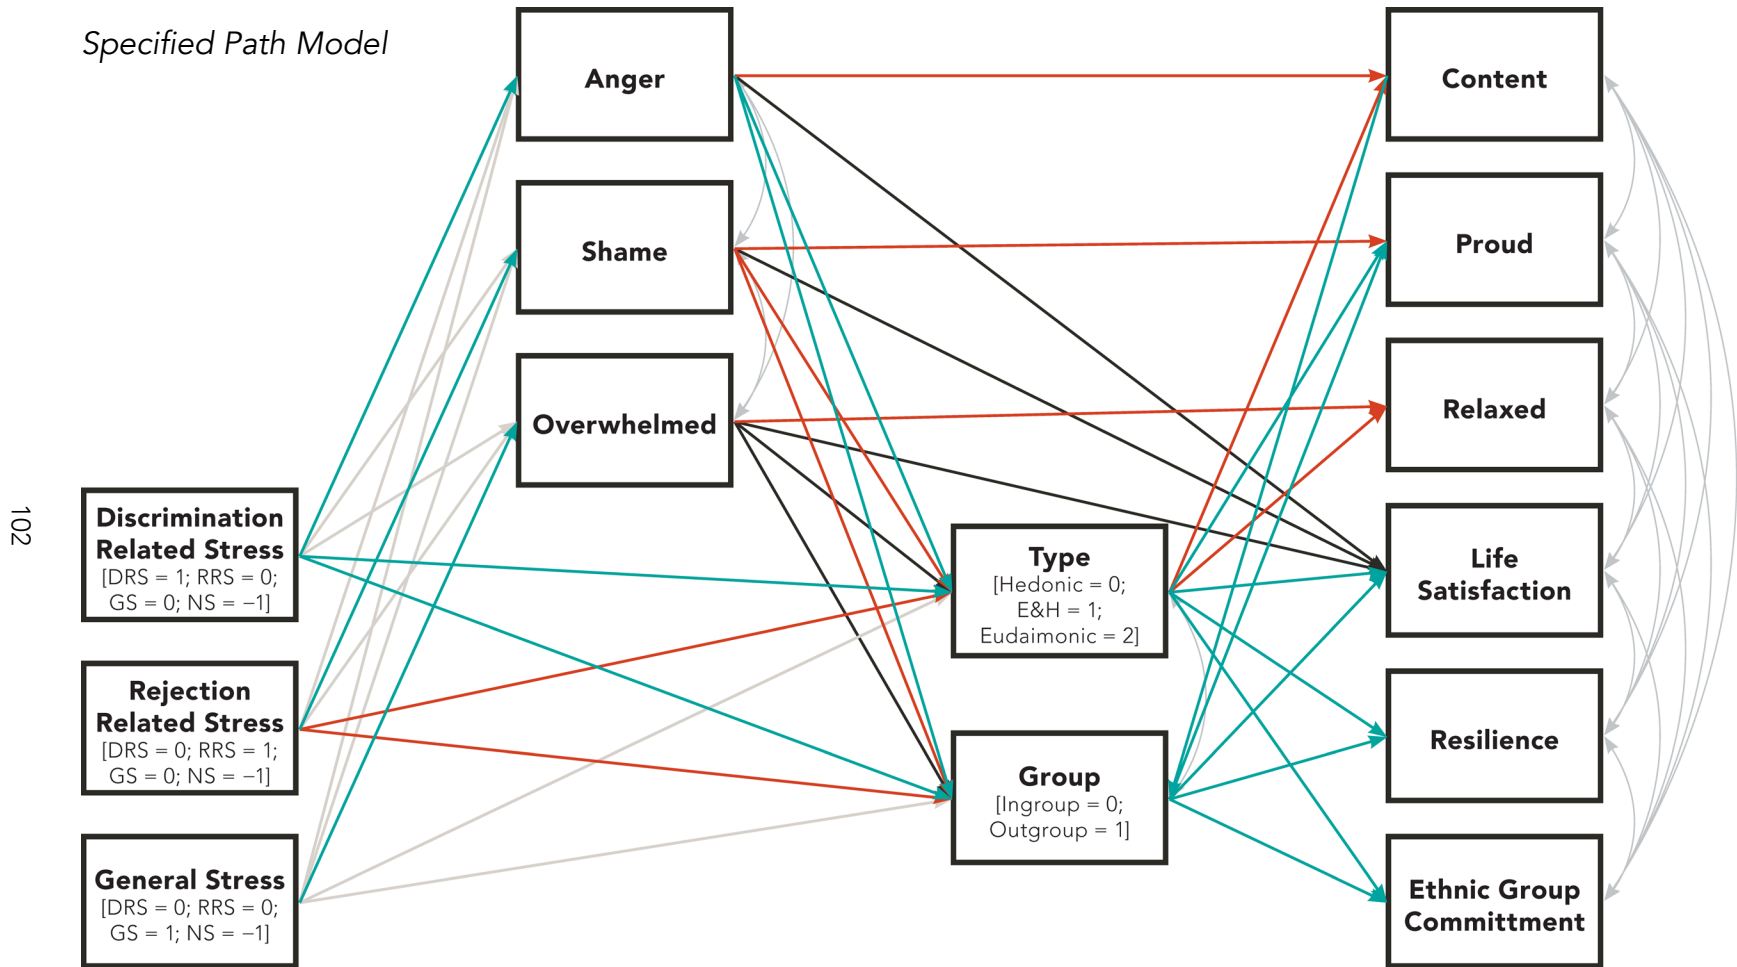 Specified Path Model
Anger
Shame
Overwhelmed
Discrimination
Related Stress
[DRS = 1; RRS = 0;
GS = 0; NS = −1]
Rejection
Related Stress
[DRS = 0; RRS = 1;
GS = 0; NS = −1]
General Stress
[DRS = 0; RRS = 0;
GS = 1; NS = −1]
Type
[Hedonic = 0;
E&H = 1;
Eudaimonic = 2]
Group
[Ingroup = 0;
Outgroup = 1]
Content
Proud
Relaxed
Life
Satisfaction
Resilience
Ethnic Group
Committment
102